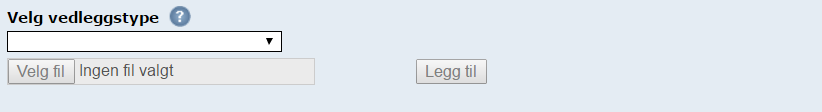 Velg vedleggstype ?
Velg fil Ingen fil valgt Legg til